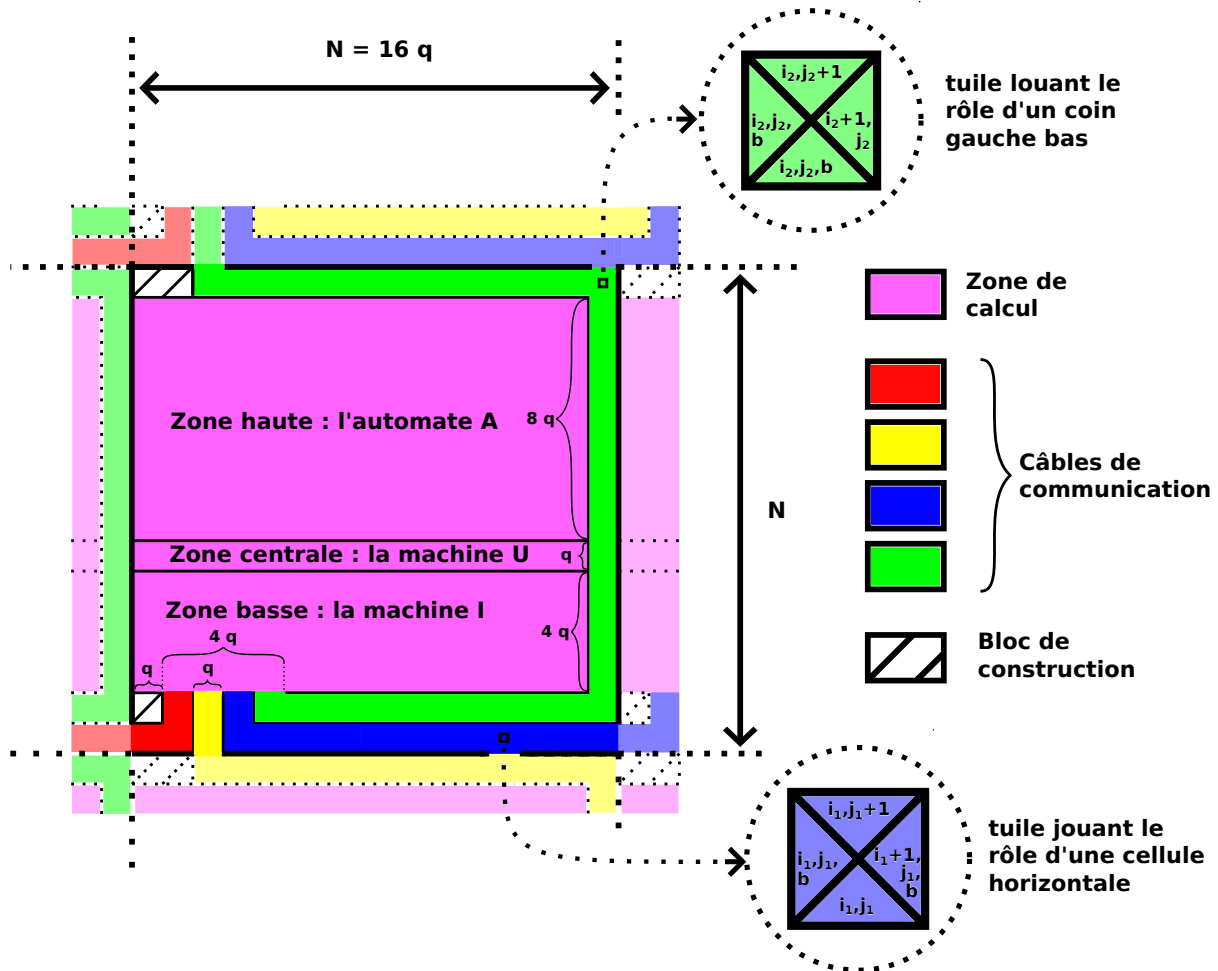 N = 16 q
i₂,j₂+1
i₂,j₂,
b
i₂+1,
j₂
i₂,j₂,b
tuile louant le
rôle d'un coin
gauche bas
Zone de
calcul
Zone haute : l'automate A
8 q
Câbles de
communication
N
Zone centrale : la machine U
q
Zone basse : la machine I
4 q
4 q
q
q
Bloc de
construction
i₁,j₁+1
i₁,j₁,
b
i₁+1,
j₁,
b
i₁,j₁
tuile jouant le
rôle d'une cellule
horizontale